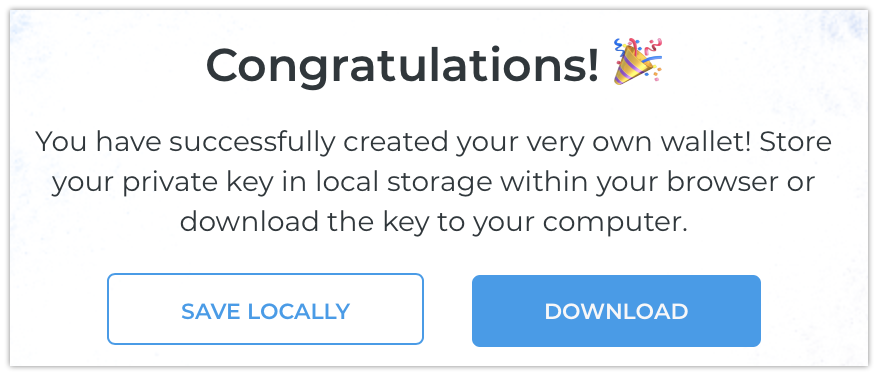 Congratulations! 🎉
You have successfully created your very own wallet! Store
your private key in local storage within your browser or
download the key to your computer.
SAVE LOCALLY
DOWNLOAD